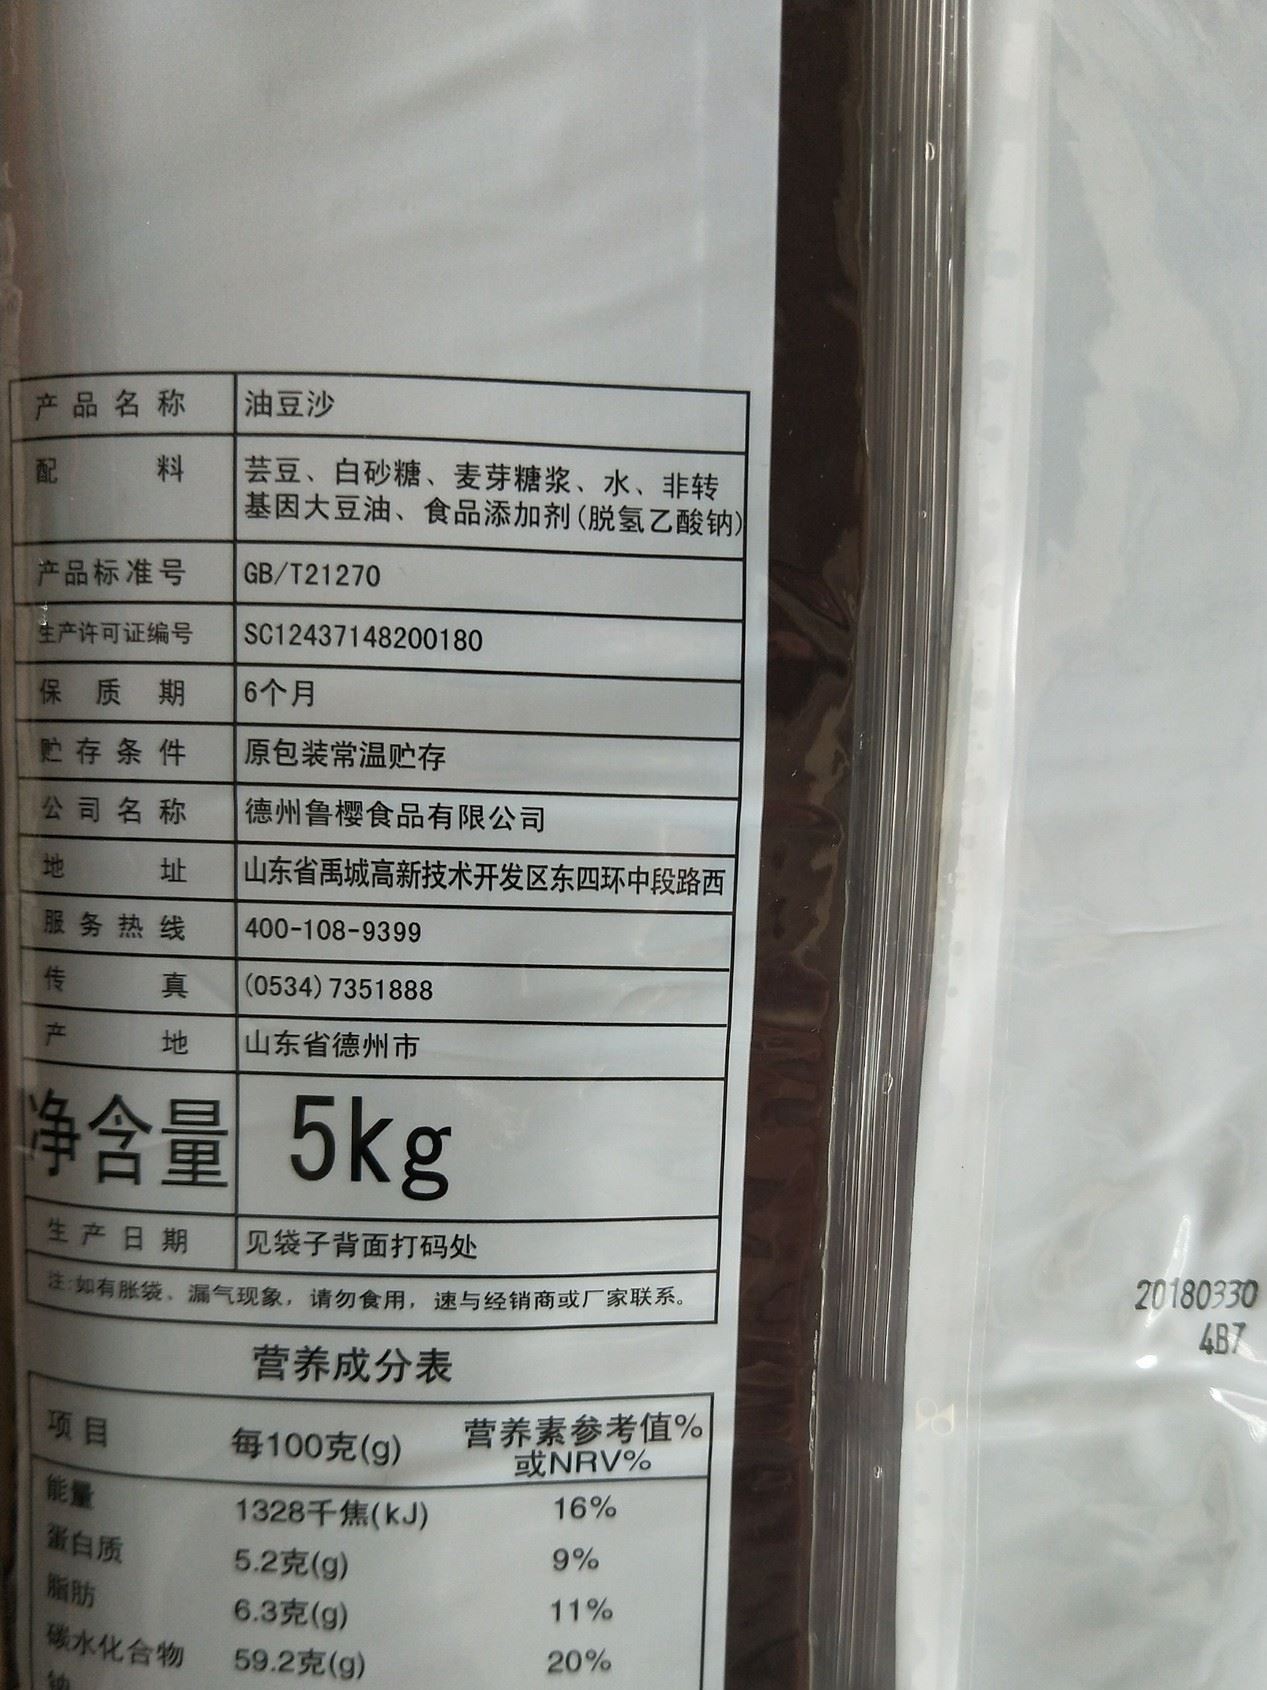 产品名称 油豆沙
配料 芸豆、白砂糖、麦芽糖浆、水、非转
基因大豆油、食品添加剂(脱氢乙酸钠)
产品标准号 GB/T21270
生产许可证编号 SC12437148200180
保质期 6个月
贮存条件 原包装常温贮存
公司名称 德州鲁樱食品有限公司
地址 山东省禹城高新技术开发区东四环中段路西
服务热线 400-108-9399
传真 (0534)7351888
产地 山东省德州市
净含量 5kg
生产日期 见袋子背面打码处
注:如有胀袋、漏气现象，请勿食用，速与经销商或厂家联系。
营养成分表
项目 每100克(g) 营养素参考值%
或NRV%
能量 1328千焦(kJ) 16%
蛋白质 5.2克(g) 9%
脂肪 6.3克(g) 11%
碳水化合物 59.2克(g) 20%
钠
20180330
4B7